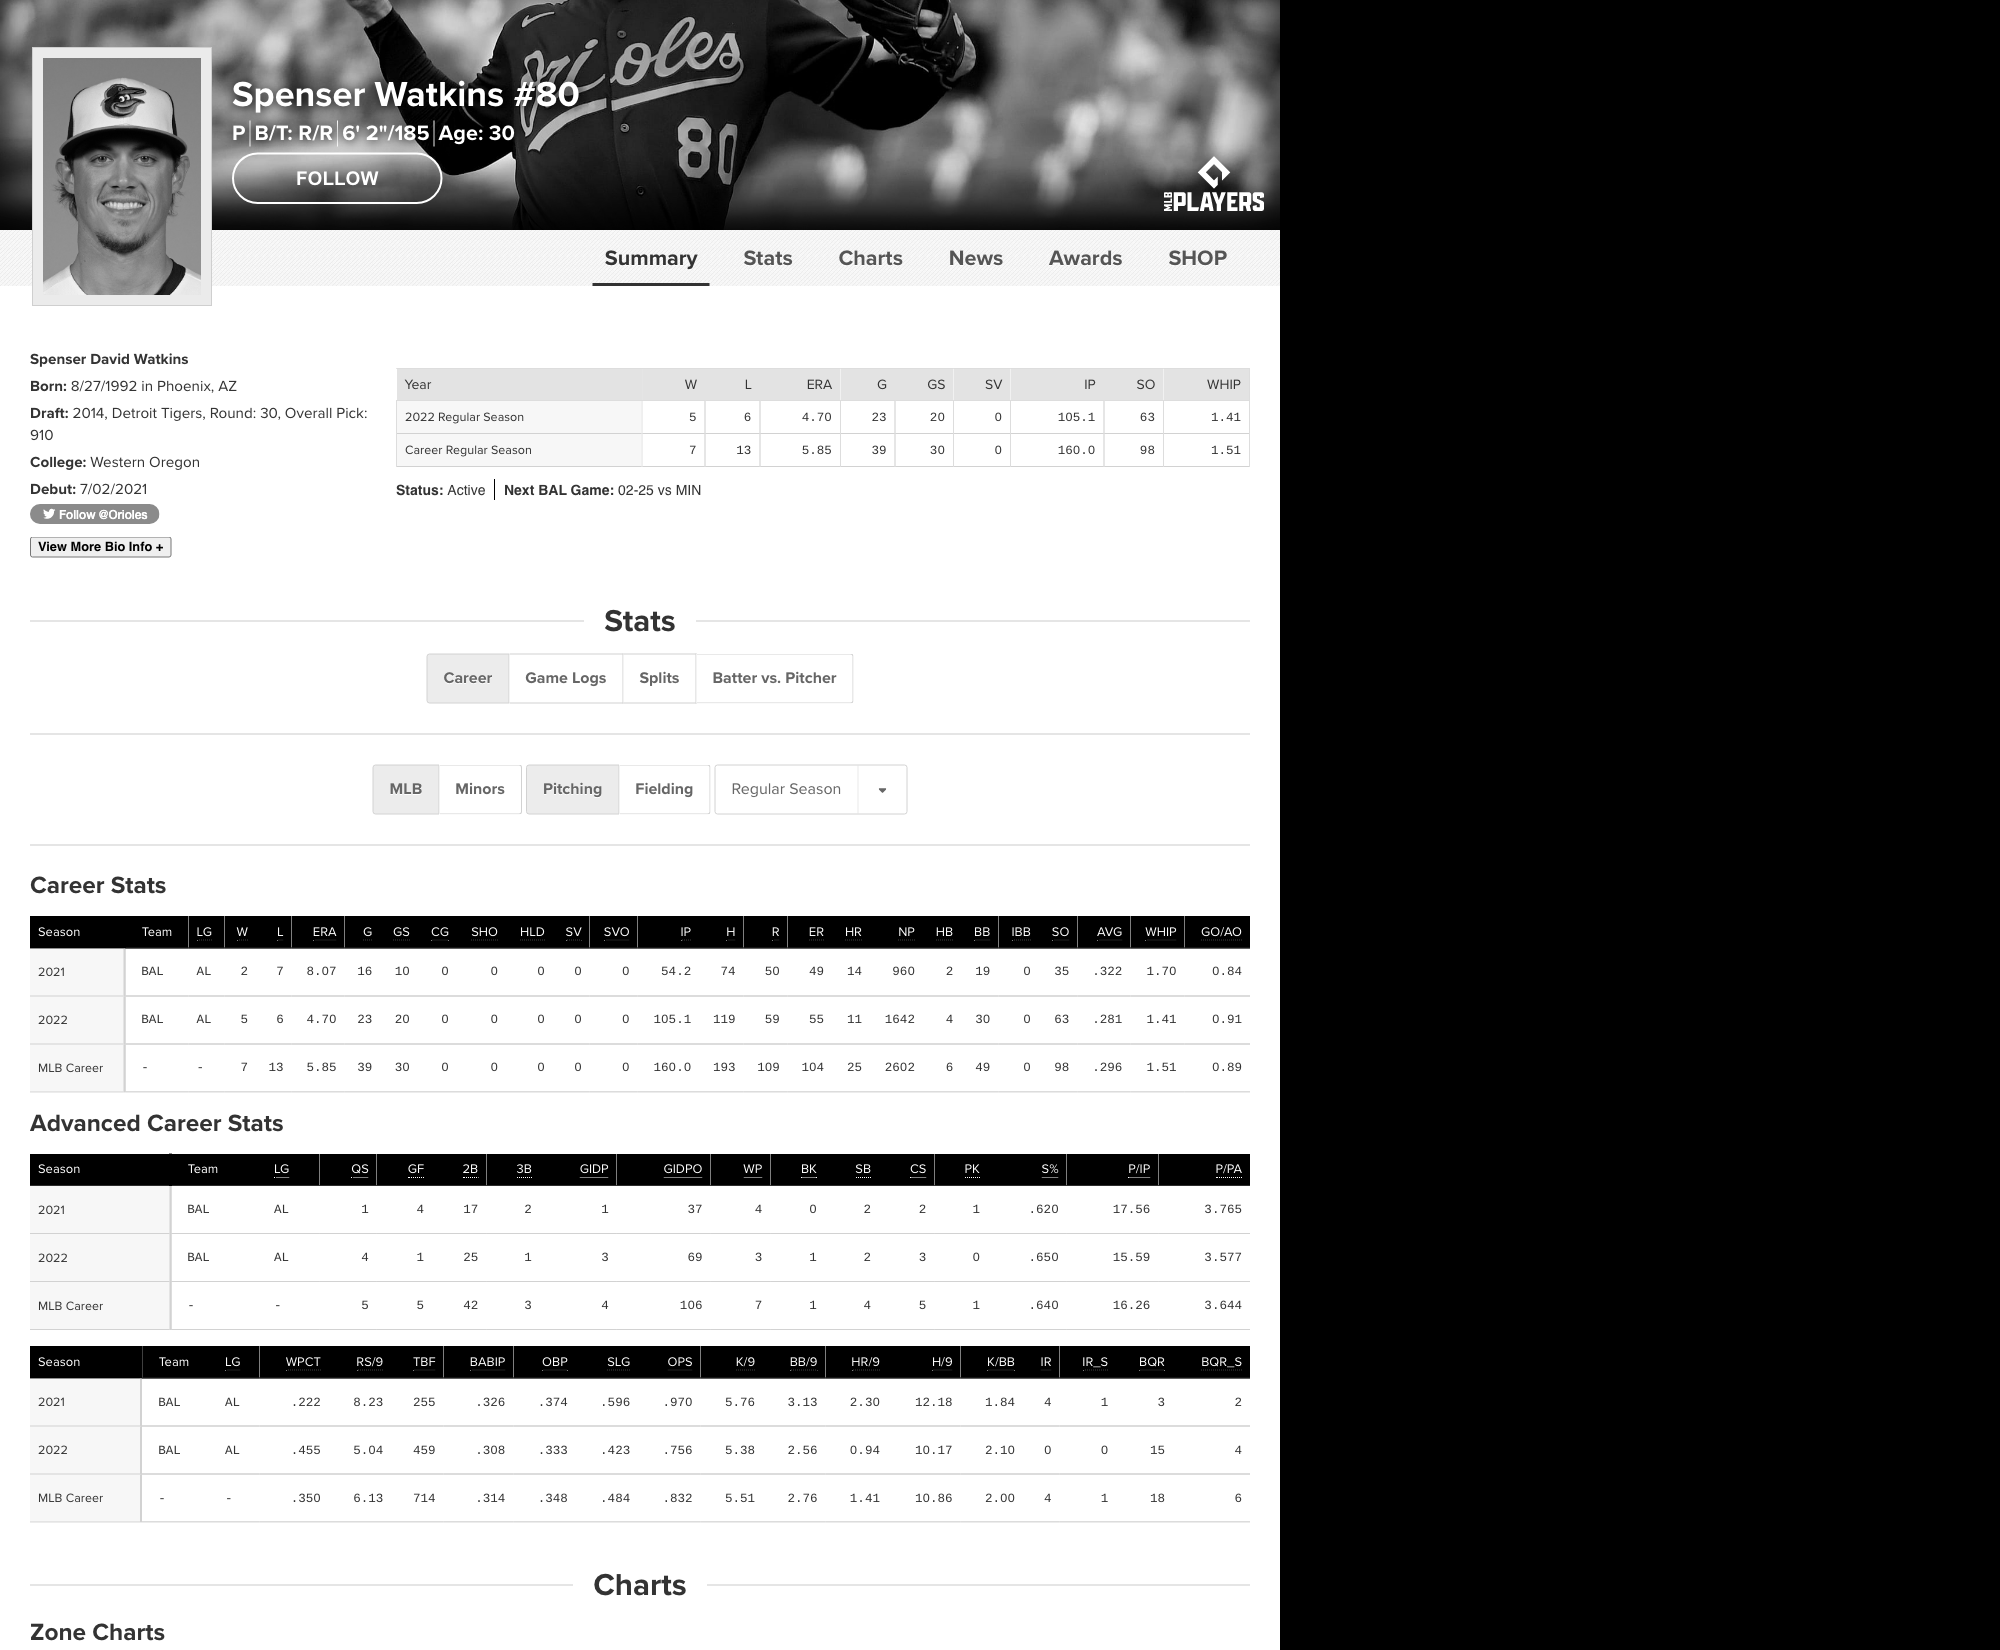 Orioles
80
Spenser Watkins #80
P B/T: R/R 6' 2"/185 Age: 30
FOLLOW
MLB PLAYERS
Summary Stats Charts News Awards SHOP
Spenser David Watkins
Born: 8/27/1992 in Phoenix, AZ
Draft: 2014, Detroit Tigers, Round: 30, Overall Pick:
910
College: Western Oregon
Debut: 7/02/2021
Follow @Orioles
View More Bio Info +
Year W L ERA G GS SV IP SO WHIP
2022 Regular Season 5 6 4.70 23 20 0 105.1 63 1.41
Career Regular Season 7 13 5.85 39 30 0 160.0 98 1.51
Status: Active Next BAL Game: 02-25 vs MIN
Stats
Career Game Logs Splits Batter vs. Pitcher
MLB Minors Pitching Fielding Regular Season
Career Stats
Season Team LG W L ERA G GS CG SHO HLD SV SVO IP H R ER HR NP HB BB IBB SO AVG WHIP GO/AO
2021 BAL AL 2 7 8.07 16 10 0 0 0 0 0 54.2 74 50 49 14 960 2 19 0 35 .322 1.70 0.84
2022 BAL AL 5 6 4.70 23 20 0 0 0 0 0 105.1 119 59 55 11 1642 4 30 0 63 .281 1.41 0.91
MLB Career - - 7 13 5.85 39 30 0 0 0 0 0 160.0 193 109 104 25 2602 6 49 0 98 .296 1.51 0.89
Advanced Career Stats
Season Team LG QS GF 2B 3B GIDP GIDPO WP BK SB CS PK S% P/IP P/PA
2021 BAL AL 1 4 17 2 1 37 4 0 2 2 1 .620 17.56 3.765
2022 BAL AL 4 1 25 1 3 69 3 1 2 3 0 .650 15.59 3.577
MLB Career - - 5 5 42 3 4 106 7 1 4 5 1 .640 16.26 3.644
Season Team LG WPCT RS/9 TBF BABIP OBP SLG OPS K/9 BB/9 HR/9 H/9 K/BB IR IR_S BQR BQR_S
2021 BAL AL .222 8.23 255 .326 .374 .596 .970 5.76 3.13 2.30 12.18 1.84 4 1 3 2
2022 BAL AL .455 5.04 459 .308 .333 .423 .756 5.38 2.56 0.94 10.17 2.10 0 0 15 4
MLB Career - - .350 6.13 714 .314 .348 .484 .832 5.51 2.76 1.41 10.86 2.00 4 1 18 6
Charts
Zone Charts